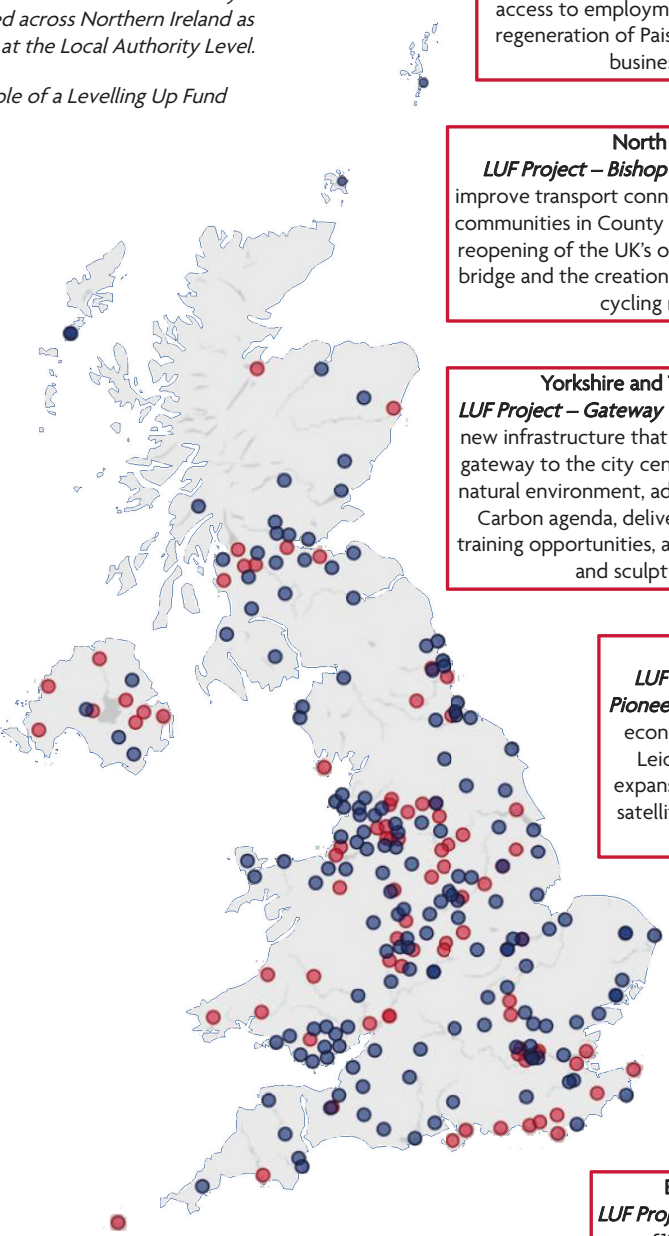 across Northern Ireland as
at the Local Authority Level.
of a Levelling Up Fund
access to employm
regeneration of Pais
busines
North
LUF Project – Bishop
improve transport conn
communities in County
reopening of the UK's o
bridge and the creation
cycling
Yorkshire and
LUF Project – Gateway
new infrastructure that
gateway to the city cen
natural environment, ad
Carbon agenda, delive
training opportunities, a
and sculpt
LUF
Pionee
econ
Leic
expans
satelli
LUF Proj